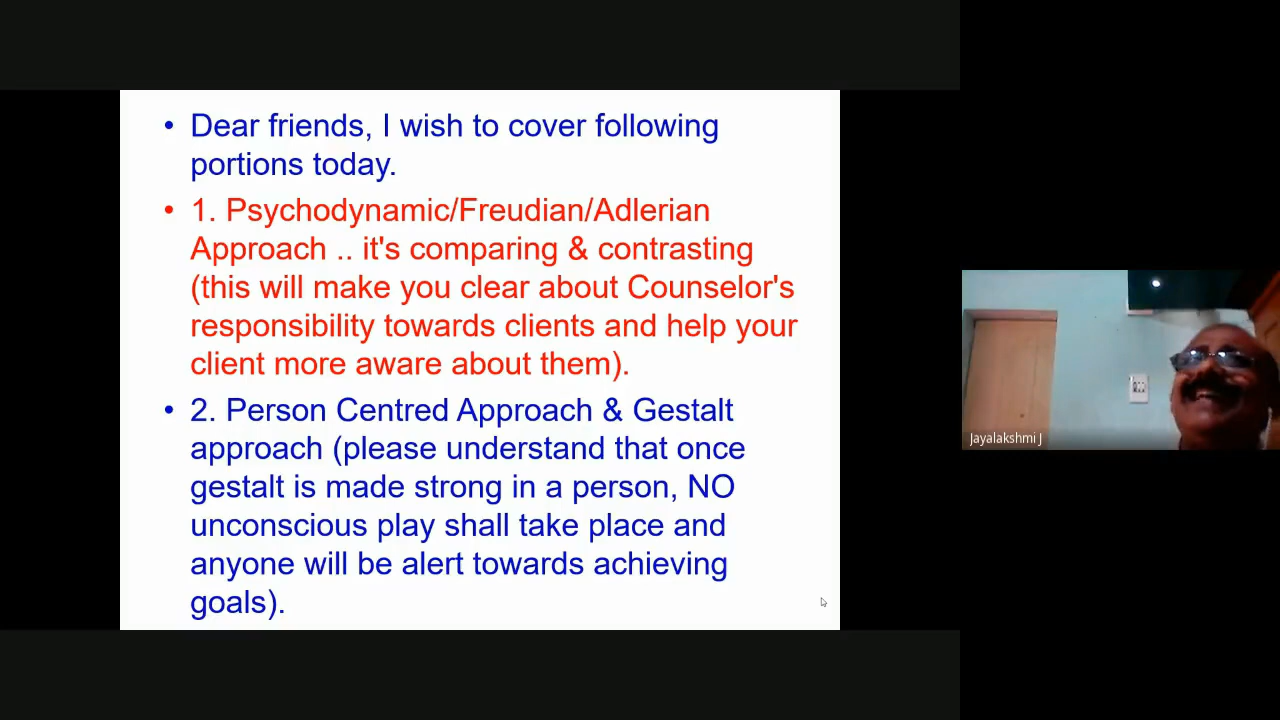 • Dear friends, I wish to cover following
portions today.
• 1. Psychodynamic/Freudian/Adlerian
Approach .. it's comparing & contrasting
(this will make you clear about Counselor's
responsibility towards clients and help your
client more aware about them).
• 2. Person Centred Approach & Gestalt
approach (please understand that once
gestalt is made strong in a person, NO
unconscious play shall take place and
anyone will be alert towards achieving
goals).
Jayalakshmi J